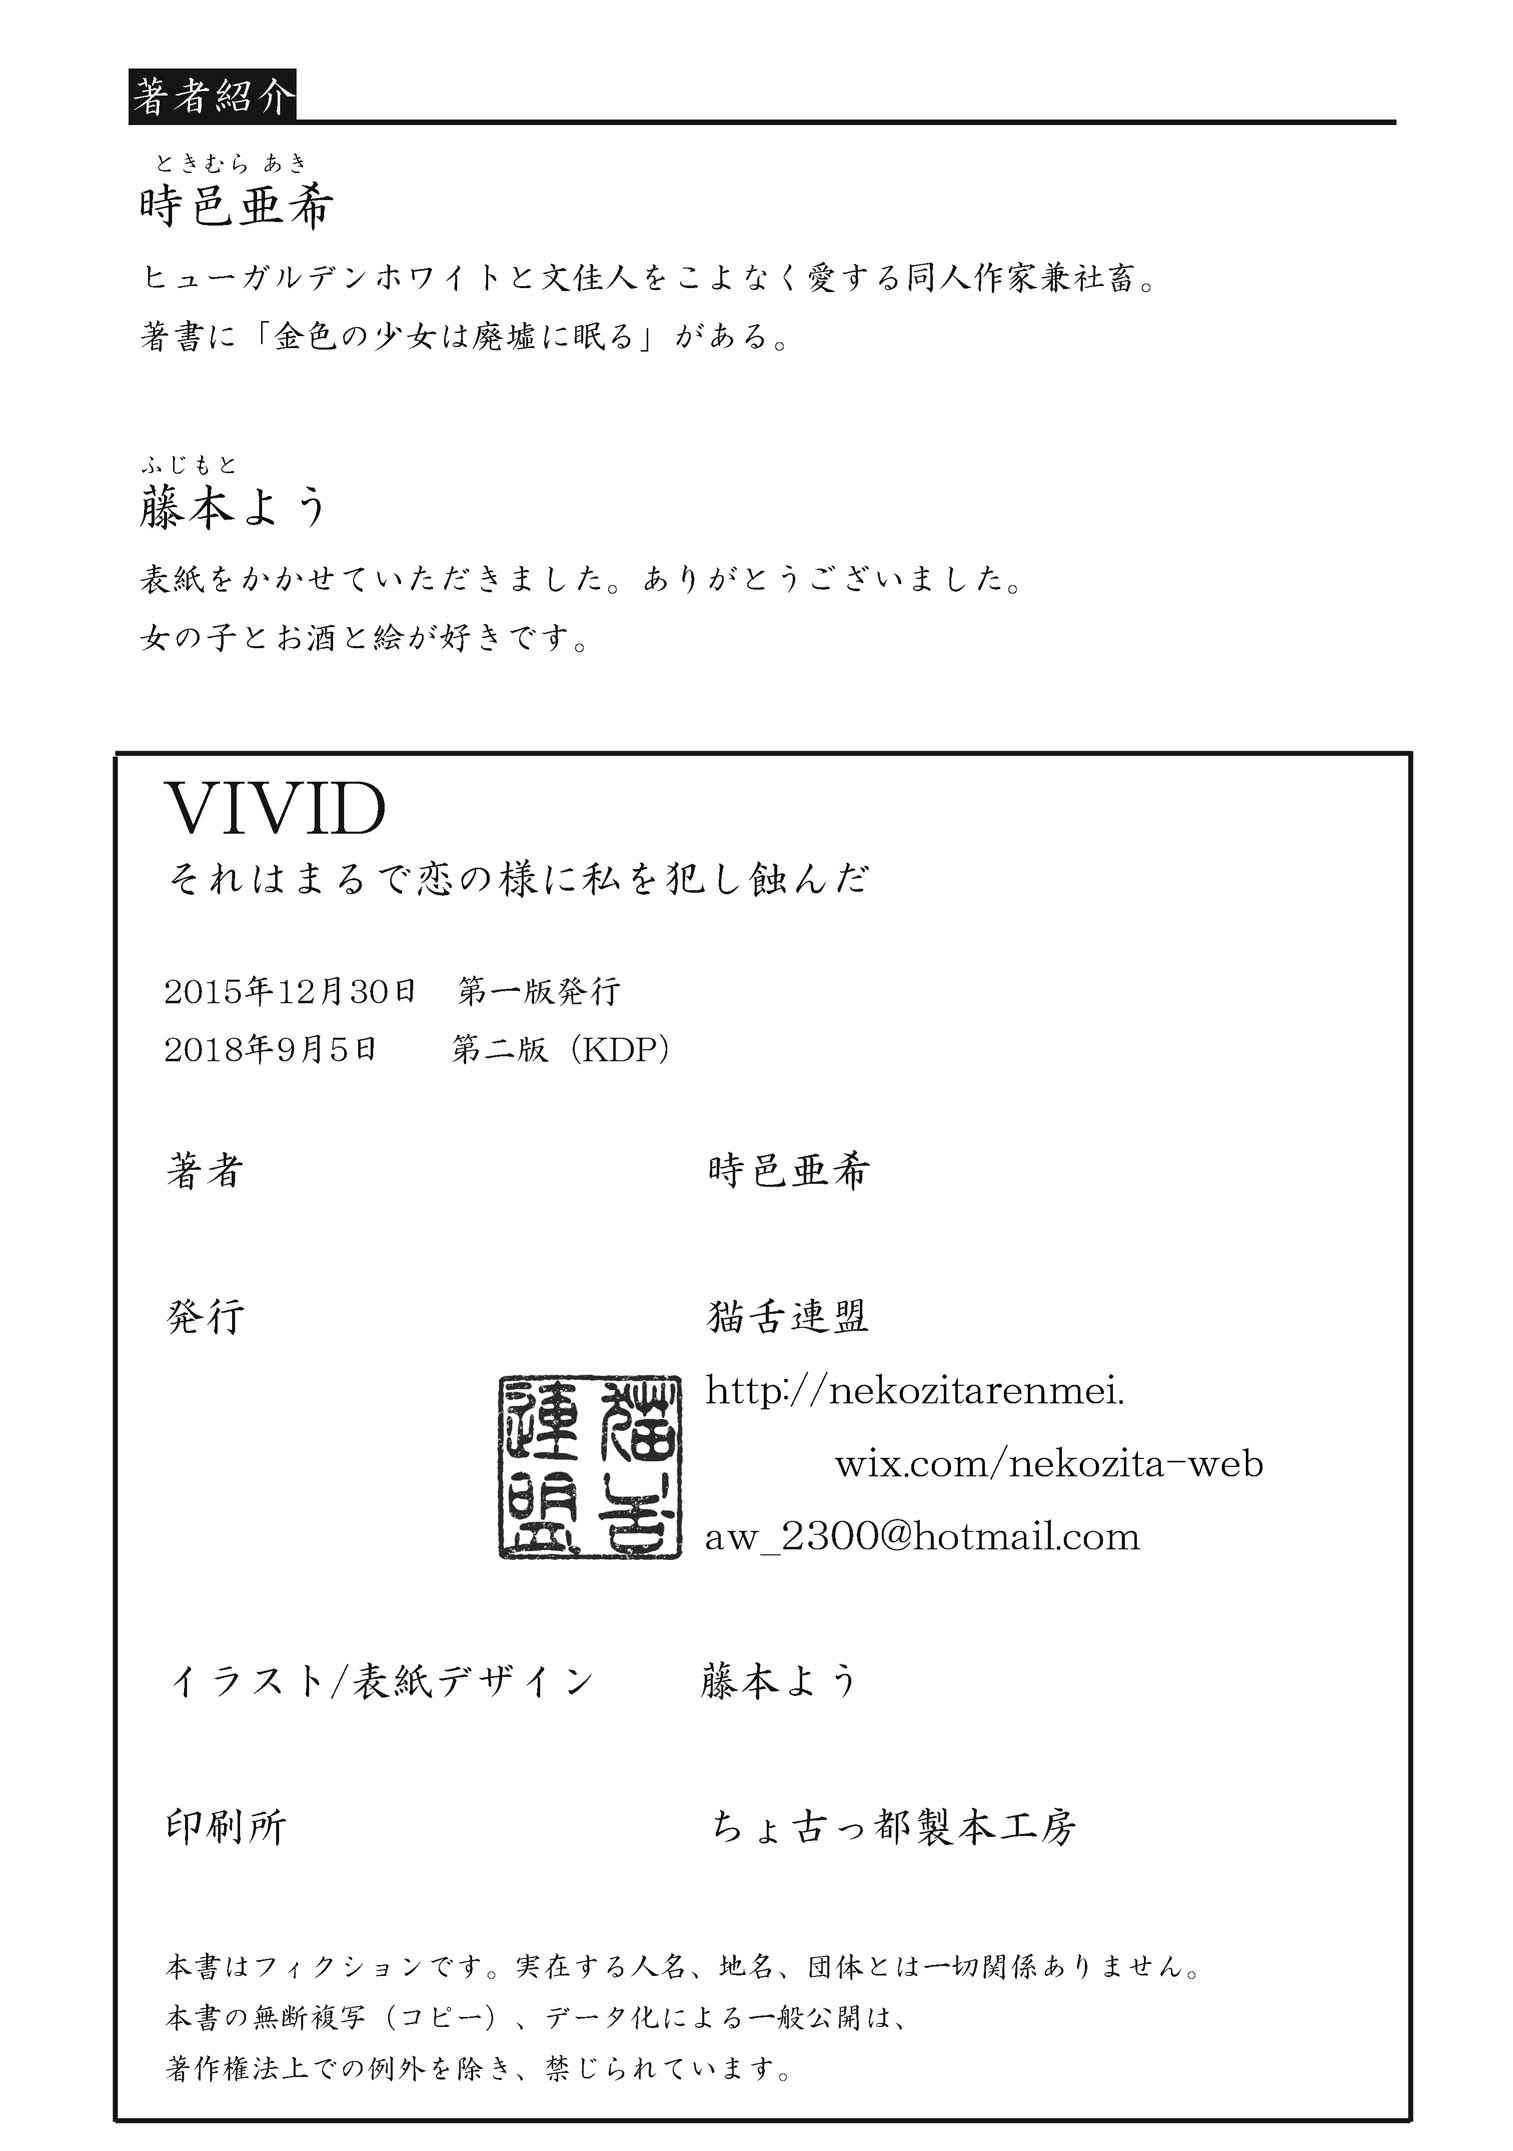 著者紹介
ときむら あき
時邑亜希
ヒューガルデンホワイトと文佳人をこよなく愛する同人作家兼社畜。
著書に「金色の少女は廃墟に眠る」がある。
ふじもと
藤本よう
表紙をかかせていただきました。ありがとうございました。
女の子とお酒と絵が好きです。
VIVID
それはまるで恋の様に私を犯し蝕んだ
2015年12月30日 第一版発行
2018年9月5日 第二版（KDP）
著者 時邑亜希
発行 猫舌連盟
猫舌
連盟
http://nekozitarenmei.
wix.com/nekozita-web
aw_2300@hotmail.com
イラスト/表紙デザイン 藤本よう
印刷所 ちょ古っ都製本工房
本書はフィクションです。実在する人名、地名、団体とは一切関係ありません。
本書の無断複写（コピー）、データ化による一般公開は、
著作権法上での例外を除き、禁じられています。